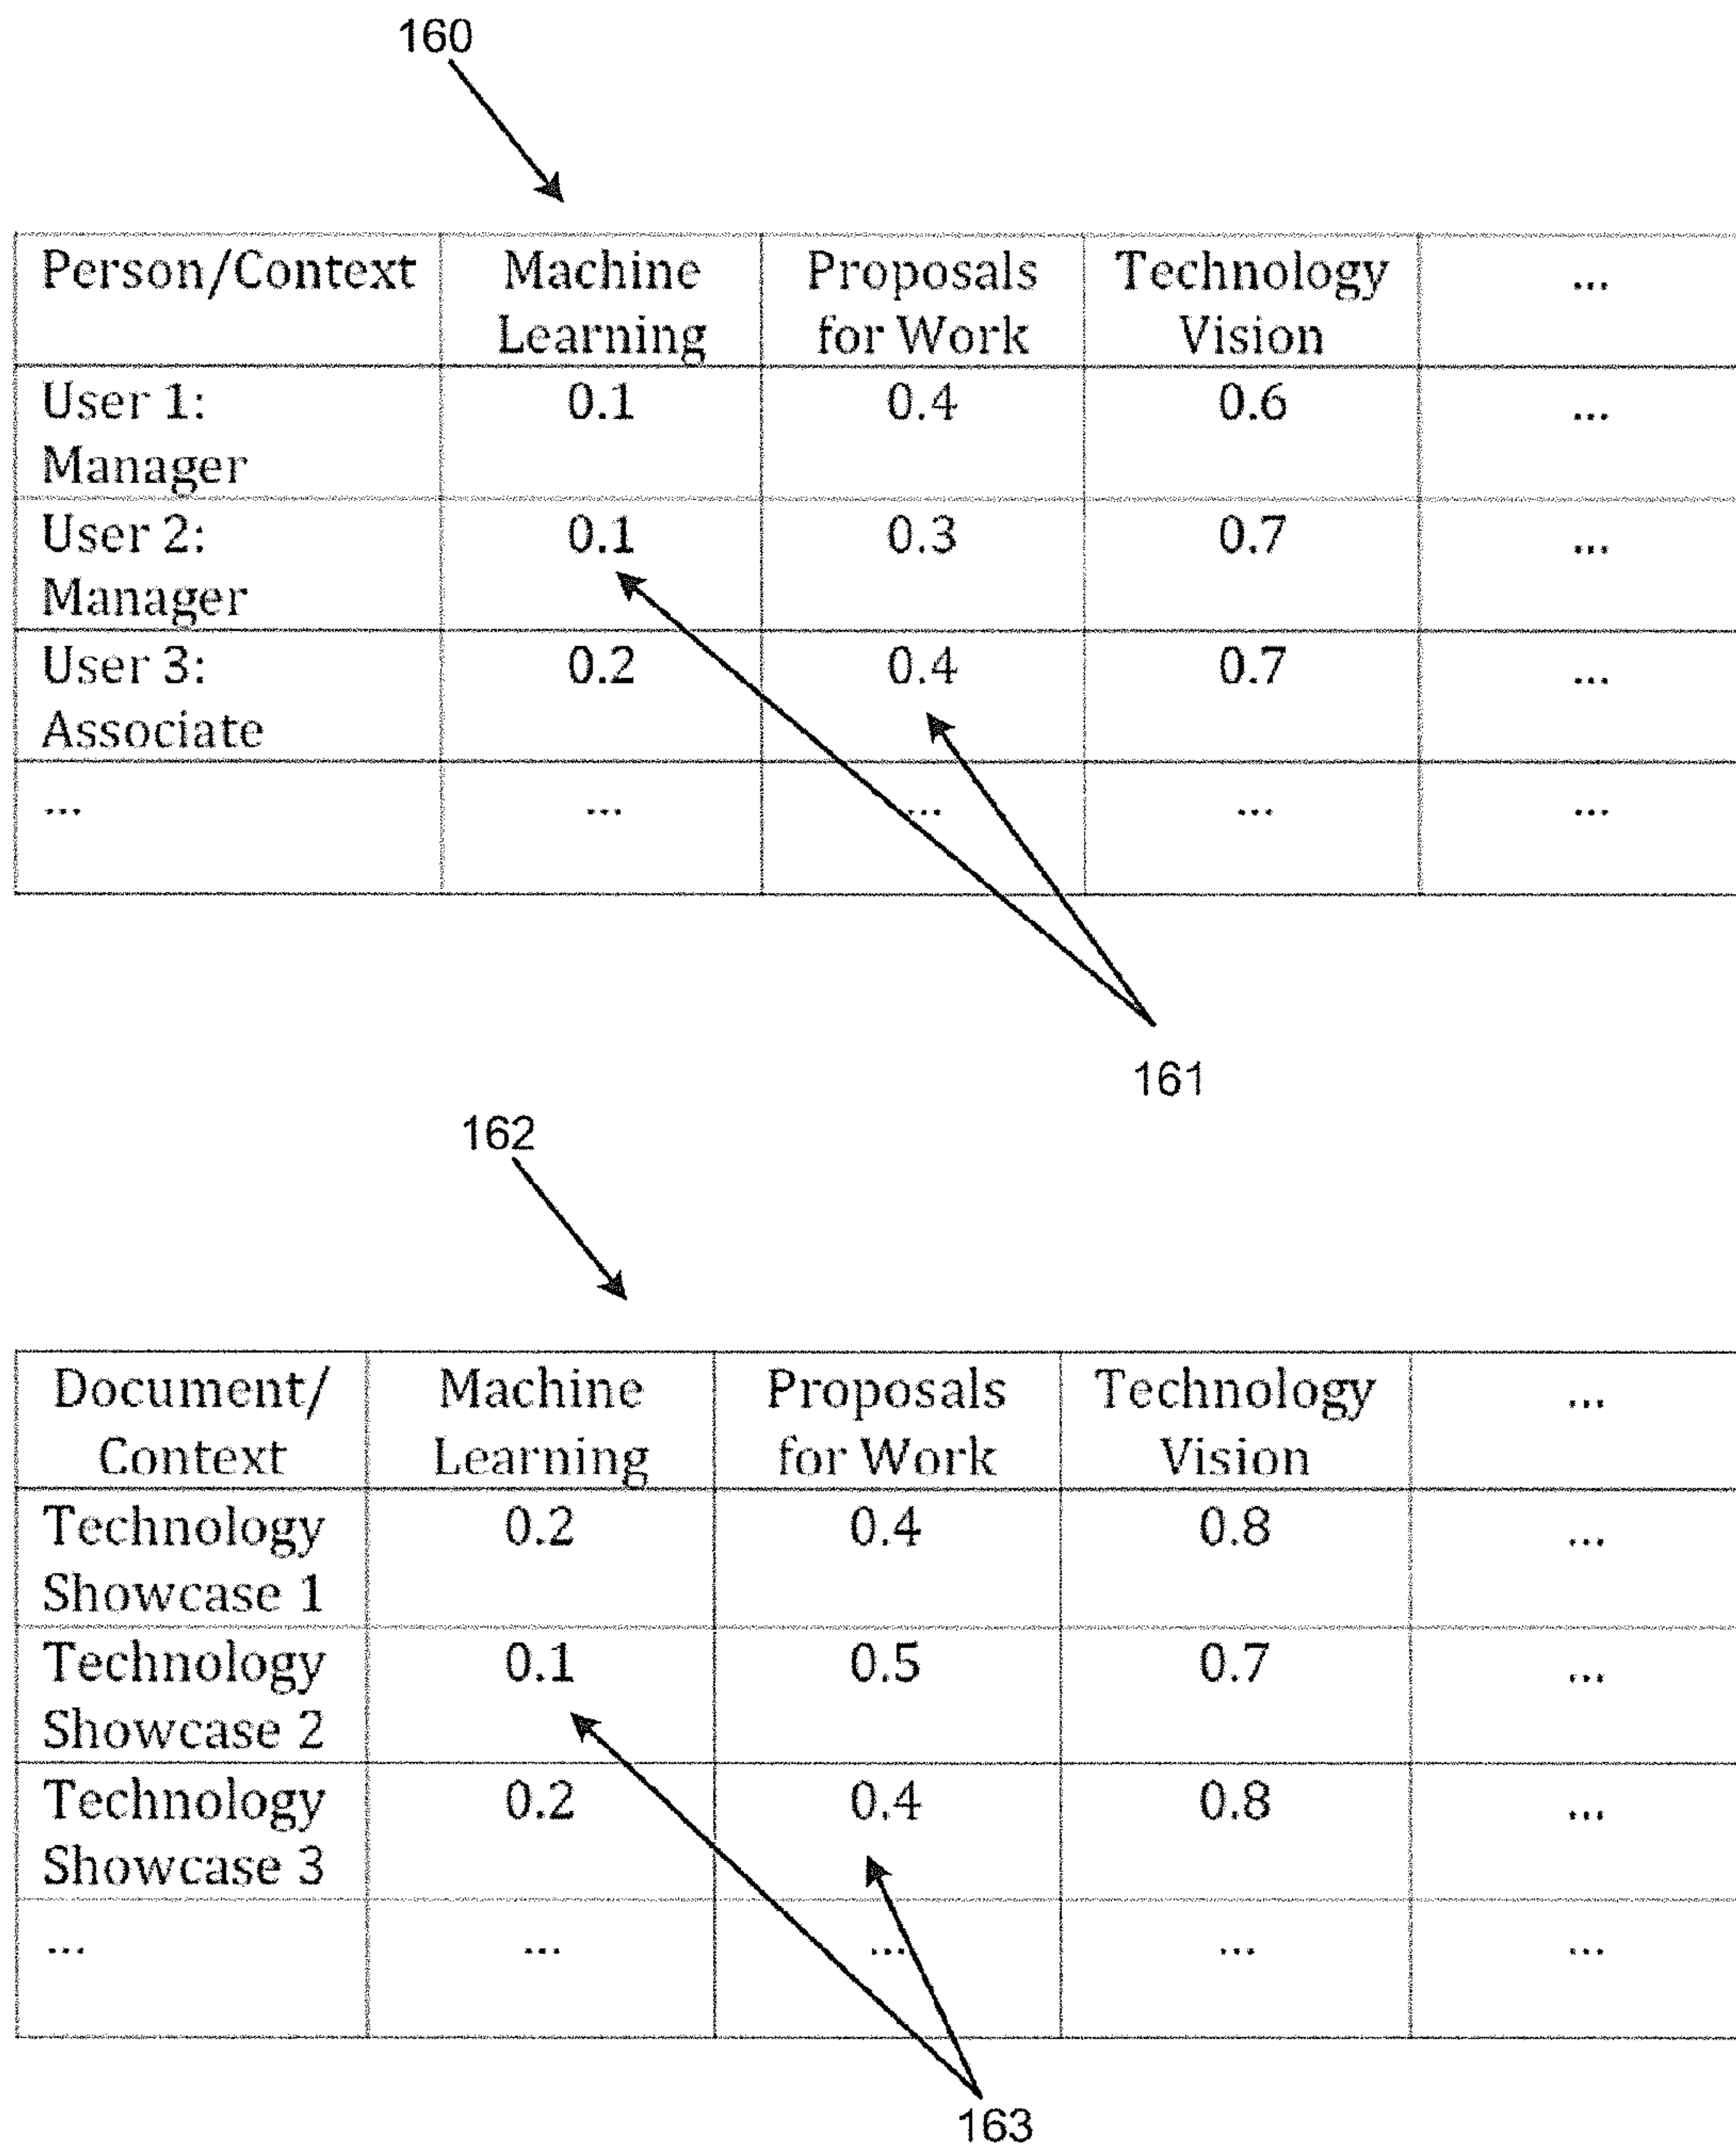 160
Person/Context Machine Proposals Technology ...
Learning for Work Vision
User 1: 0.1 0.4 0.6 ...
Manager
User 2: 0.1 0.3 0.7 ...
Manager
User 3: 0.2 0.4 0.7 ...
Associate
... ... ... ... ...
161
162
Document/ Machine Proposals Technology ...
Context Learning for Work Vision
Technology 0.2 0.4 0.8 ...
Showcase 1
Technology 0.1 0.5 0.7 ...
Showcase 2
Technology 0.2 0.4 0.8 ...
Showcase 3
... ... ... ... ...
163